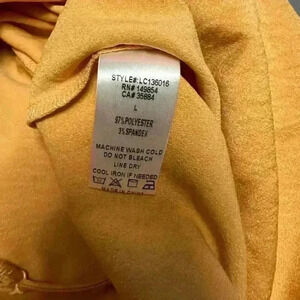 STYLE#:LC136016
RN# 149854
CA# 35884
L
97%POLYESTER
3%SPANDEX
MACHINE WASH COLD
DO NOT BLEACH
LINE DRY
COOL IRON IF NEEDED
MADE IN CHINA